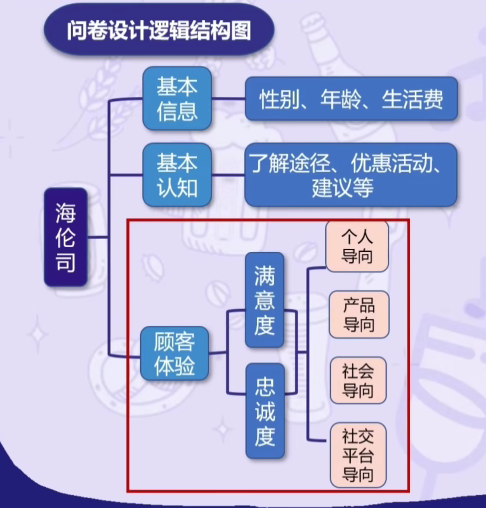 问卷设计逻辑结构图
基本
信息
性别、年龄、生活费
基本
认知
了解途径、优惠活动、
建议等
海伦司
顾客
体验
满意度
忠诚度
个人
导向
产品
导向
社会
导向
社交
平台
导向